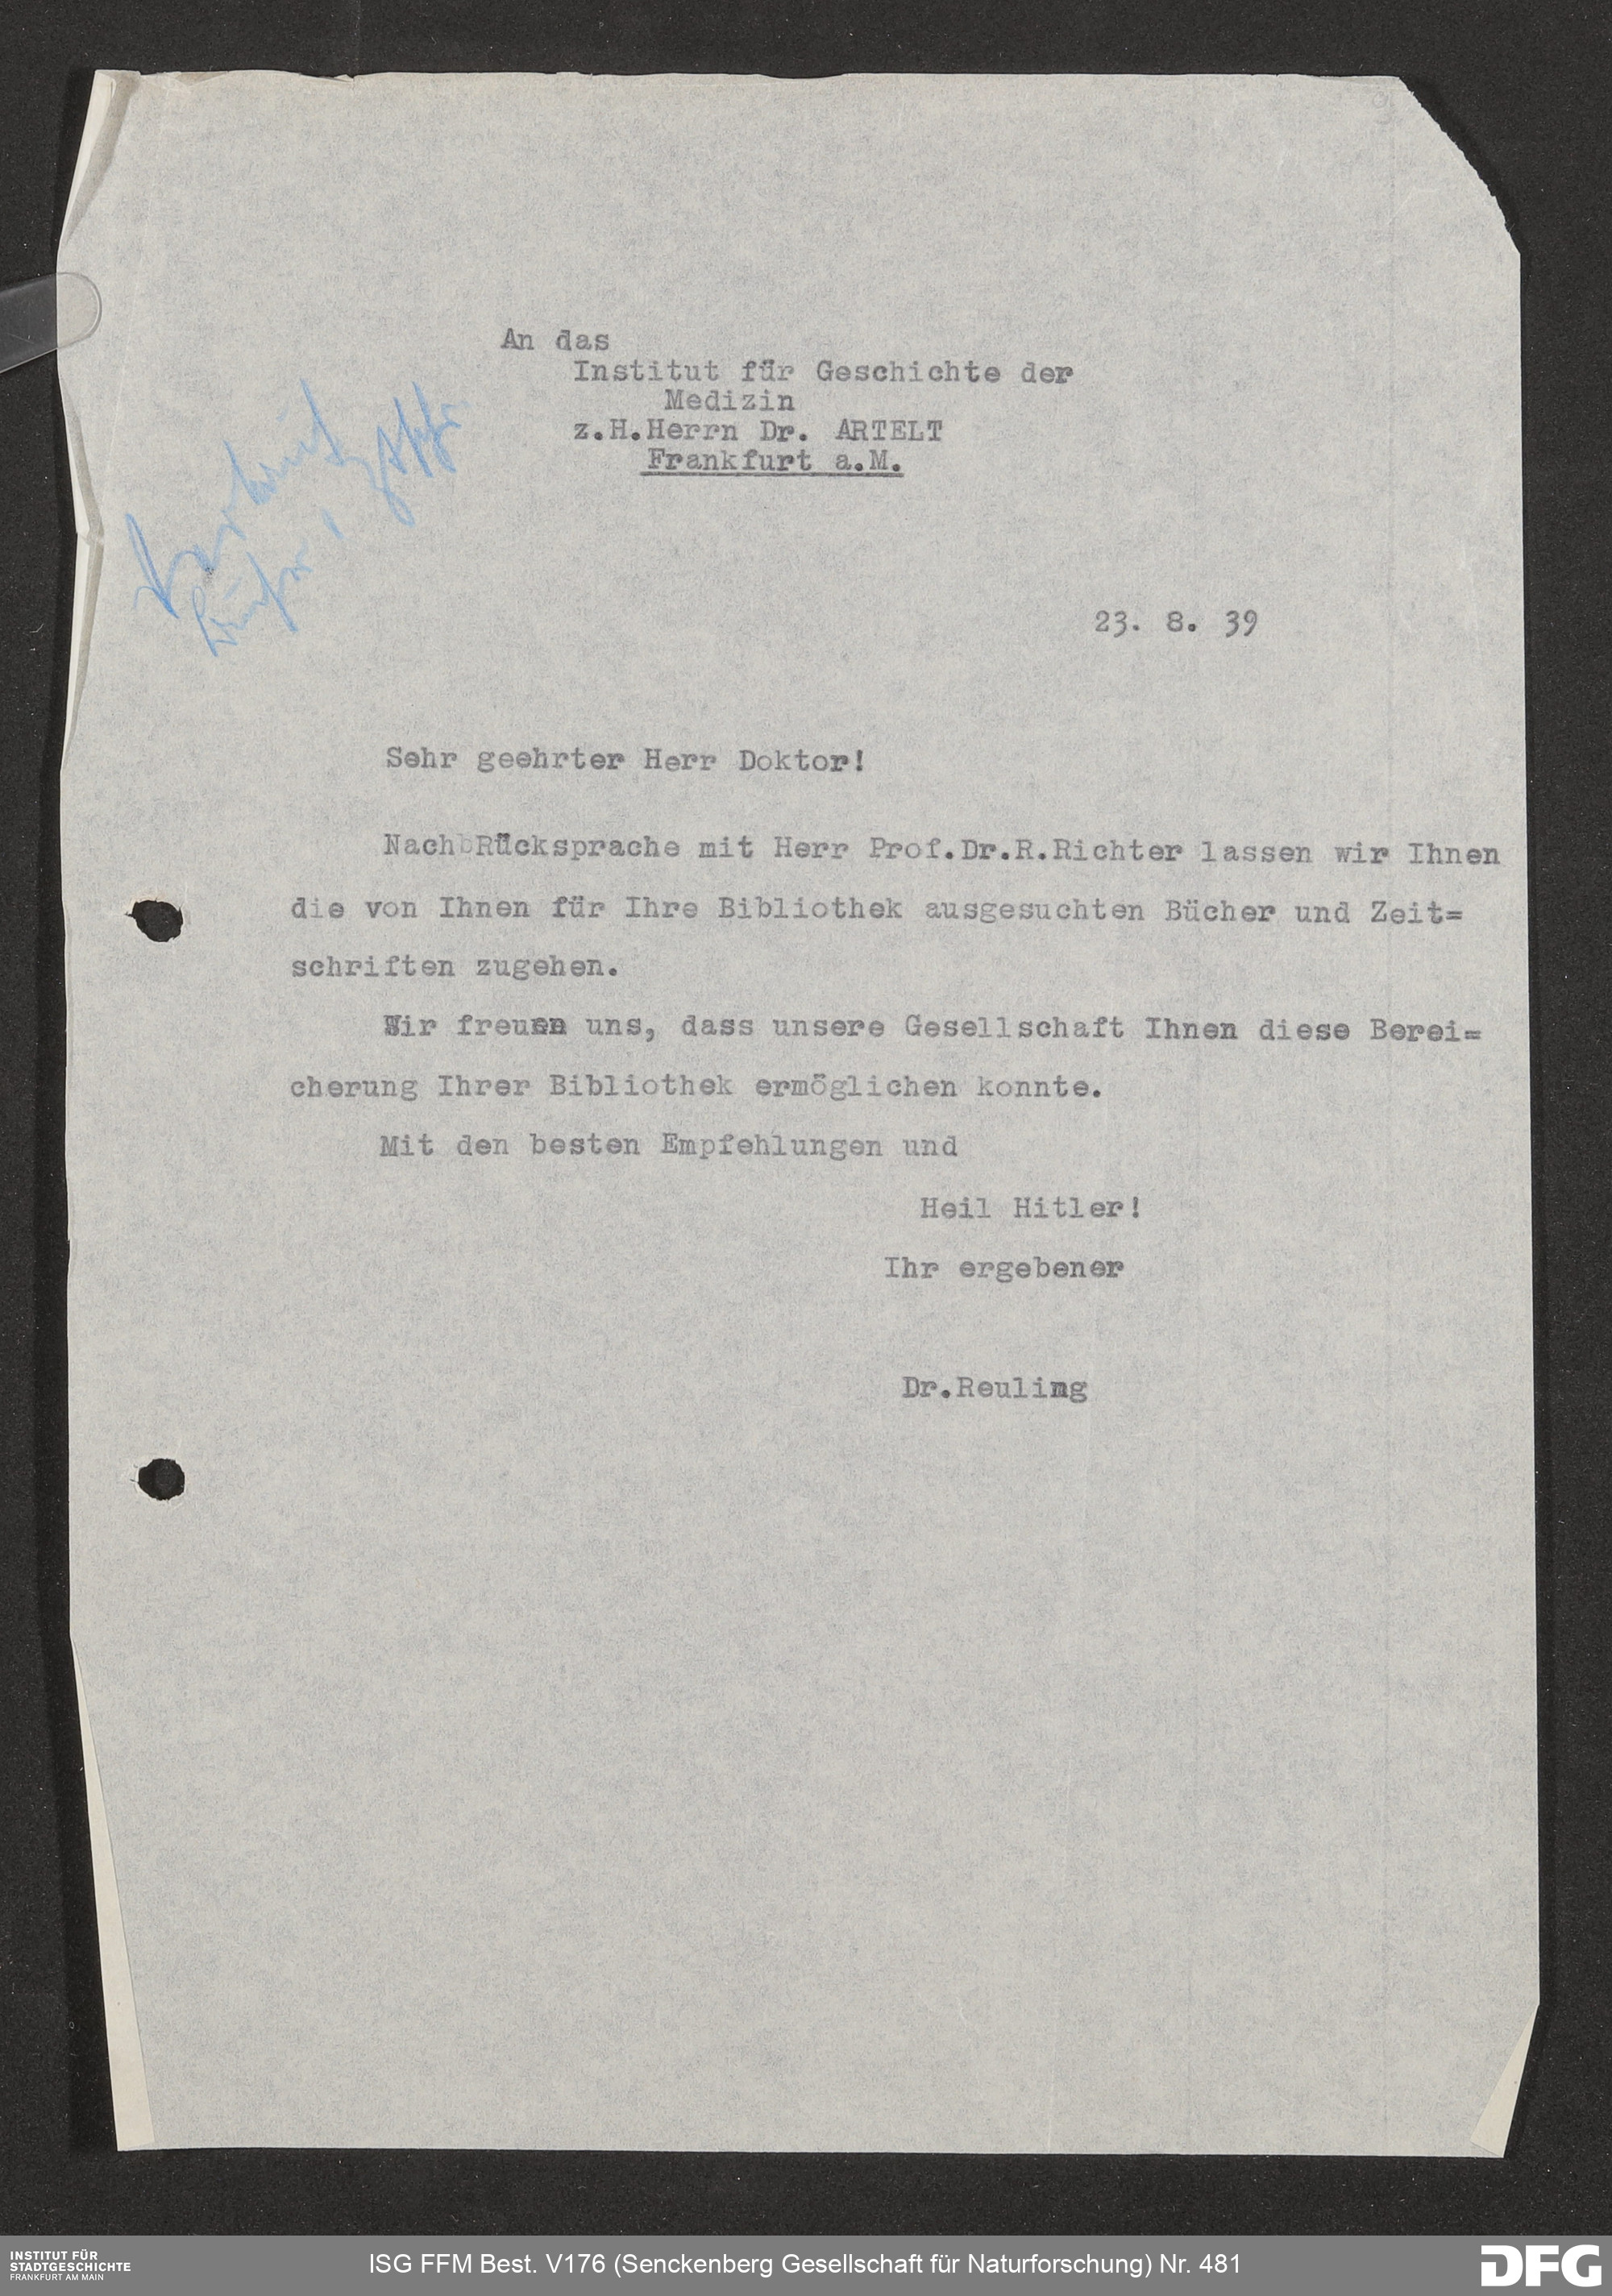 An das
Institut für Geschichte der
Medizin
z.H.Herrn Dr. ARTELT
Frankfurt a.M.
23. 8. 39
Sehr geehrter Herr Doktor!
Nach Rücksprache mit Herr Prof.Dr.R.Richter lassen wir Ihnen
die von Ihnen für Ihre Bibliothek ausgesuchten Bücher und Zeit=
schriften zugehen.
Wir freuen uns, dass unsere Gesellschaft Ihnen diese Berei=
cherung Ihrer Bibliothek ermöglichen konnte.
Mit den besten Empfehlungen und
Heil Hitler!
Ihr ergebener
Dr.Reuling
INSTITUT FÜR
STADTGESCHICHTE
FRANKFURT AM MAIN
ISG FFM Best. V176 (Senckenberg Gesellschaft für Naturforschung) Nr. 481
DFG